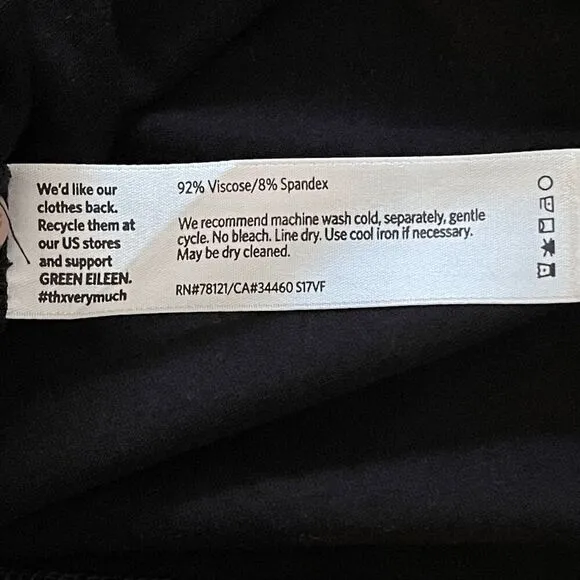 We'd like our
clothes back.
Recycle them at
our US stores
and support
GREEN EILEEN.
#thxverymuch
92% Viscose/8% Spandex
We recommend machine wash cold, separately, gentle
cycle. No bleach. Line dry. Use cool iron if necessary.
May be dry cleaned.
RN#78121/CA#34460 S17VF